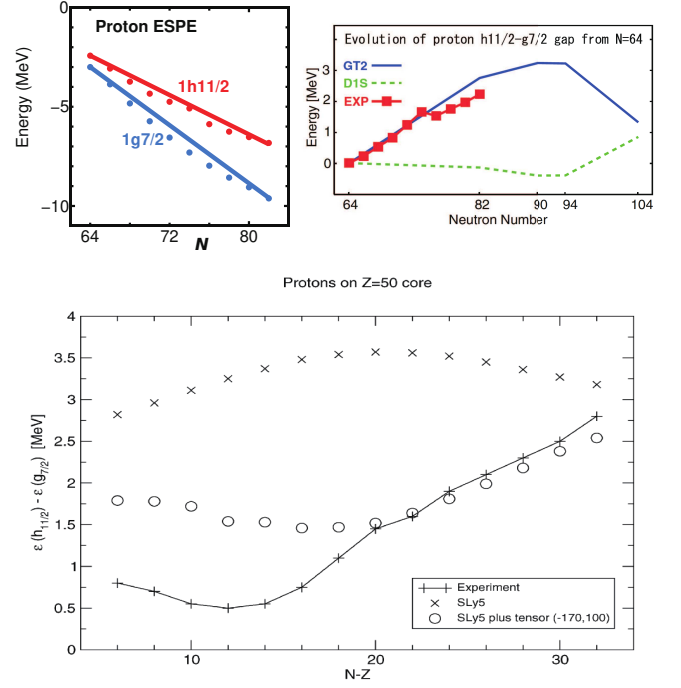 Proton ESPE
0
−5
−10
Energy (MeV)
1h11/2
1g7/2
64
72
80
N
Evolution of proton h11/2-g7/2 gap from N=64
GT2
D1S
EXP
3
2
1
0
Energy [MeV]
64
82
90
94
104
Neutron Number
Protons on Z=50 core
4
3.5
3
2.5
2
1.5
1
0.5
0
ε (h11/2) - ε (g7/2) [MeV]
Experiment
SLy5
SLy5 plus tensor (-170,100)
10
20
30
N-Z